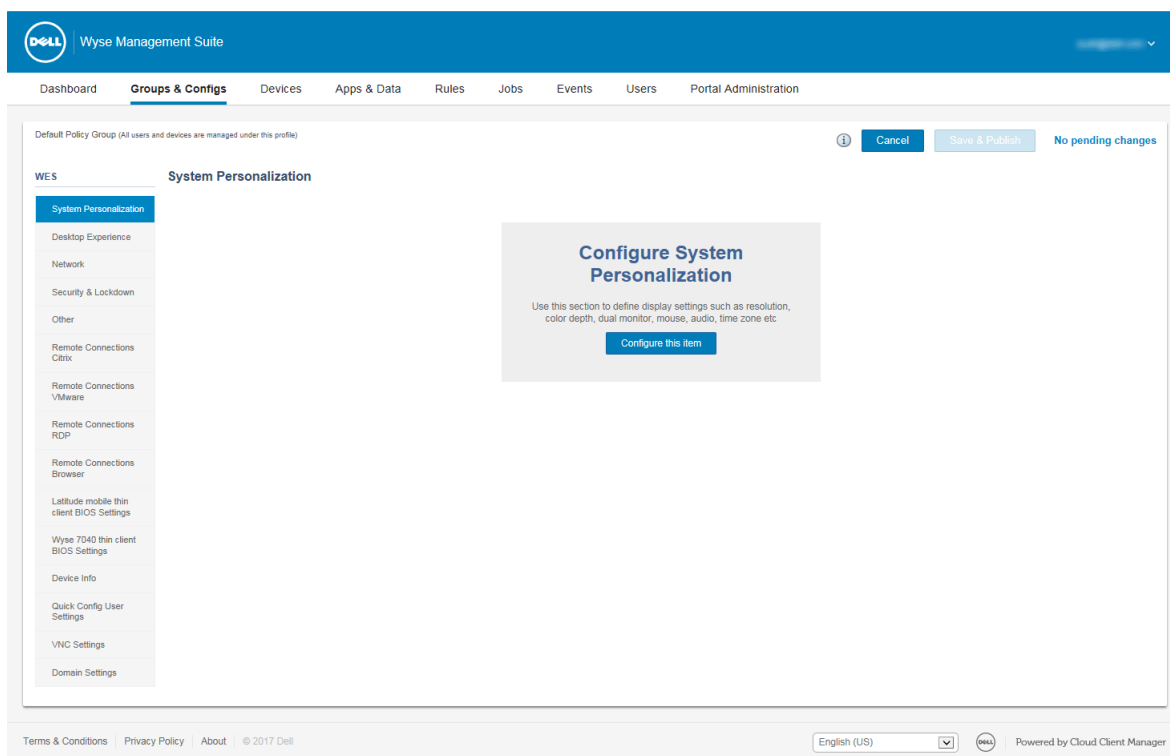 DELL
Wyse Management Suite
Dashboard Groups & Configs Devices Apps & Data Rules Jobs Events Users Portal Administration
Default Policy Group (All users and devices are managed under this profile)
i Cancel Save & Publish No pending changes
WES
System Personalization
Desktop Experience
Network
Security & Lockdown
Other
Remote Connections
Citrix
Remote Connections
VMware
Remote Connections
RDP
Remote Connections
Browser
Latitude mobile thin
client BIOS Settings
Wyse 7040 thin client
BIOS Settings
Device Info
Quick Config User
Settings
VNC Settings
Domain Settings
System Personalization
Configure System
Personalization
Use this section to define display settings such as resolution,
color depth, dual monitor, mouse, audio, time zone etc
Configure this item
Terms & Conditions Privacy Policy About © 2017 Dell
English (US)
DELL
Powered by Cloud Client Manager